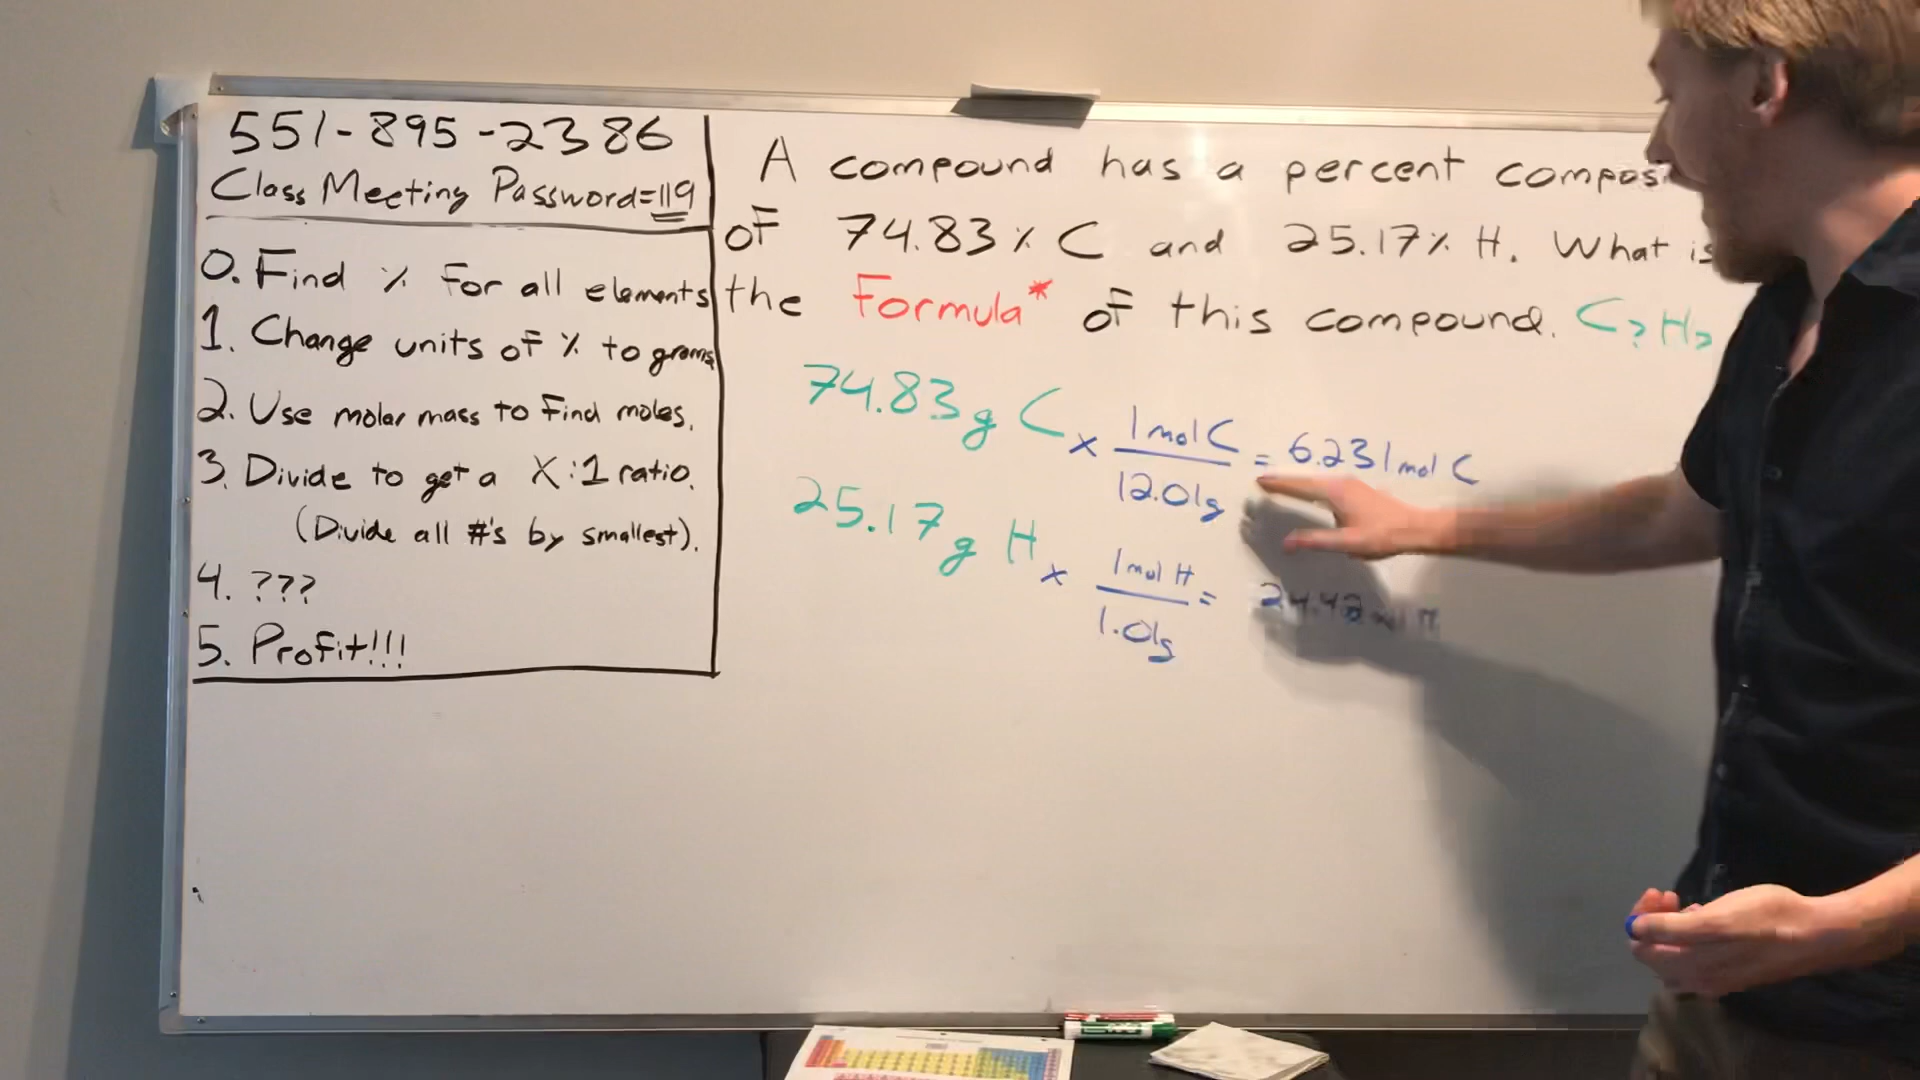 551-895-2386
Class Meeting Password=119
0. Find % for all elements
1. Change units of % to grams
2. Use molar mass to find moles.
3. Divide to get a X:1 ratio.
(Divide all #'s by smallest).
4. ???
5. Profit!!!
A compound has a percent compos
of 74.83% C and 25.17% H. What is
the Formula* of this compound. C?H?
74.83g C x 1 mol C / 12.01g = 6.231 mol C
25.17g H x 1 mol H / 1.01g =